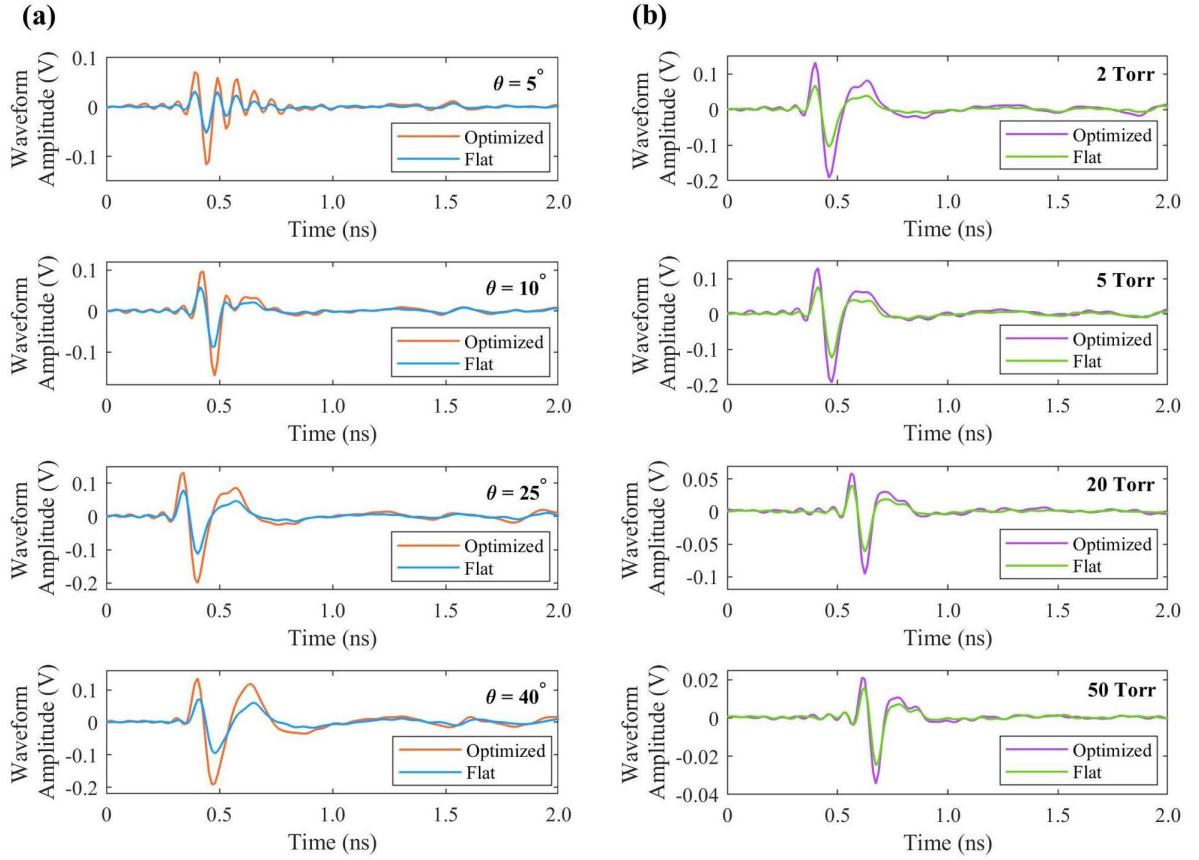 (a)
Waveform
Amplitude (V)
0.1
0
-0.1
θ = 5°
Optimized
Flat
0
0.5
1.0
1.5
2.0
Time (ns)
Waveform
Amplitude (V)
0.1
0
-0.1
θ = 10°
Optimized
Flat
0
0.5
1.0
1.5
2.0
Time (ns)
Waveform
Amplitude (V)
0.1
0
-0.1
-0.2
θ = 25°
Optimized
Flat
0
0.5
1.0
1.5
2.0
Time (ns)
Waveform
Amplitude (V)
0.1
0
-0.1
-0.2
θ = 40°
Optimized
Flat
0
0.5
1.0
1.5
2.0
Time (ns)
(b)
Waveform
Amplitude (V)
0.1
0
-0.1
-0.2
2 Torr
Optimized
Flat
0
0.5
1.0
1.5
2.0
Time (ns)
Waveform
Amplitude (V)
0.1
0
-0.1
-0.2
5 Torr
Optimized
Flat
0
0.5
1.0
1.5
2.0
Time (ns)
Waveform
Amplitude (V)
0.05
0
-0.05
-0.1
20 Torr
Optimized
Flat
0
0.5
1.0
1.5
2.0
Time (ns)
Waveform
Amplitude (V)
0.02
0
-0.02
-0.04
50 Torr
Optimized
Flat
0
0.5
1.0
1.5
2.0
Time (ns)